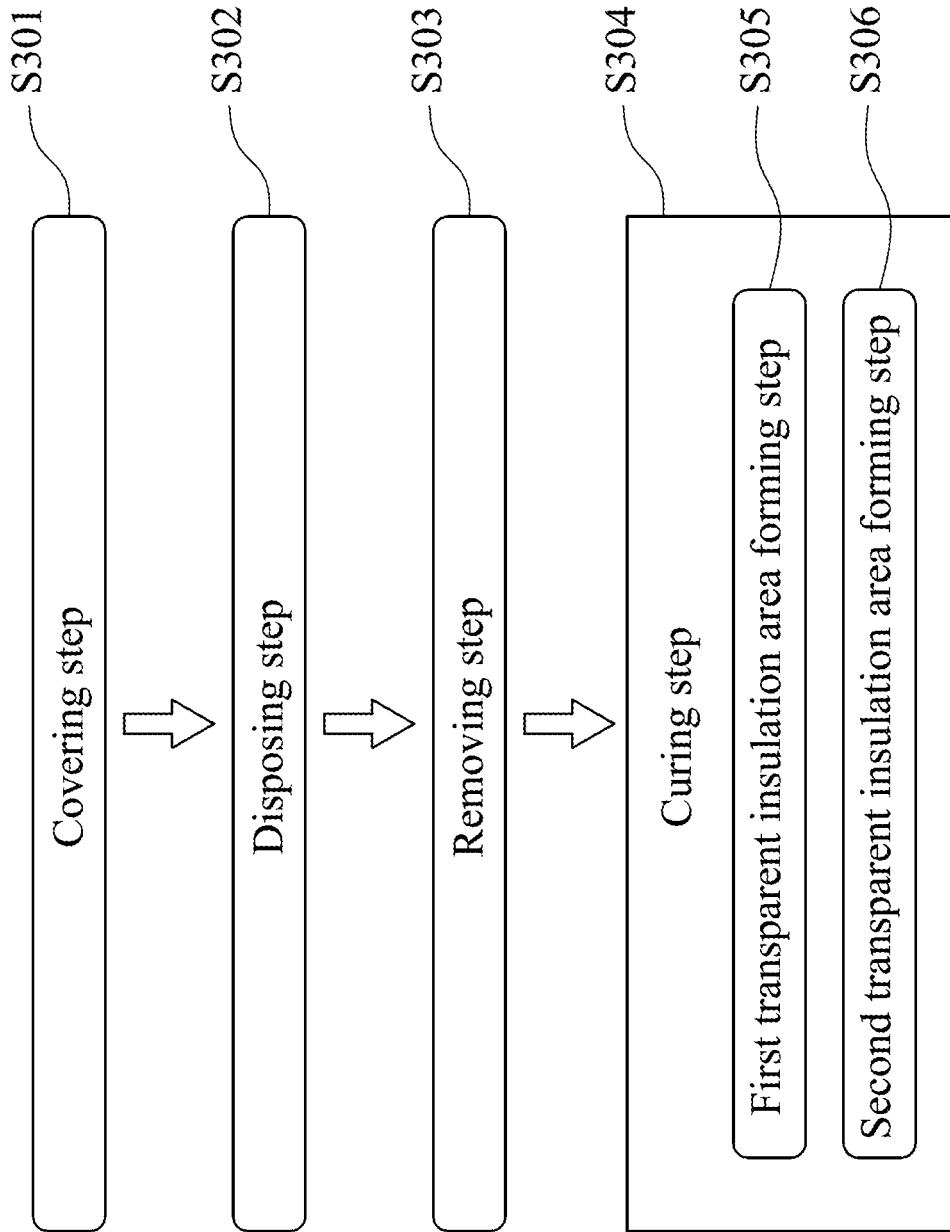 Covering step
S301
Disposing step
S302
Removing step
S303
Curing step
S304
First transparent insulation area forming step
S305
Second transparent insulation area forming step
S306